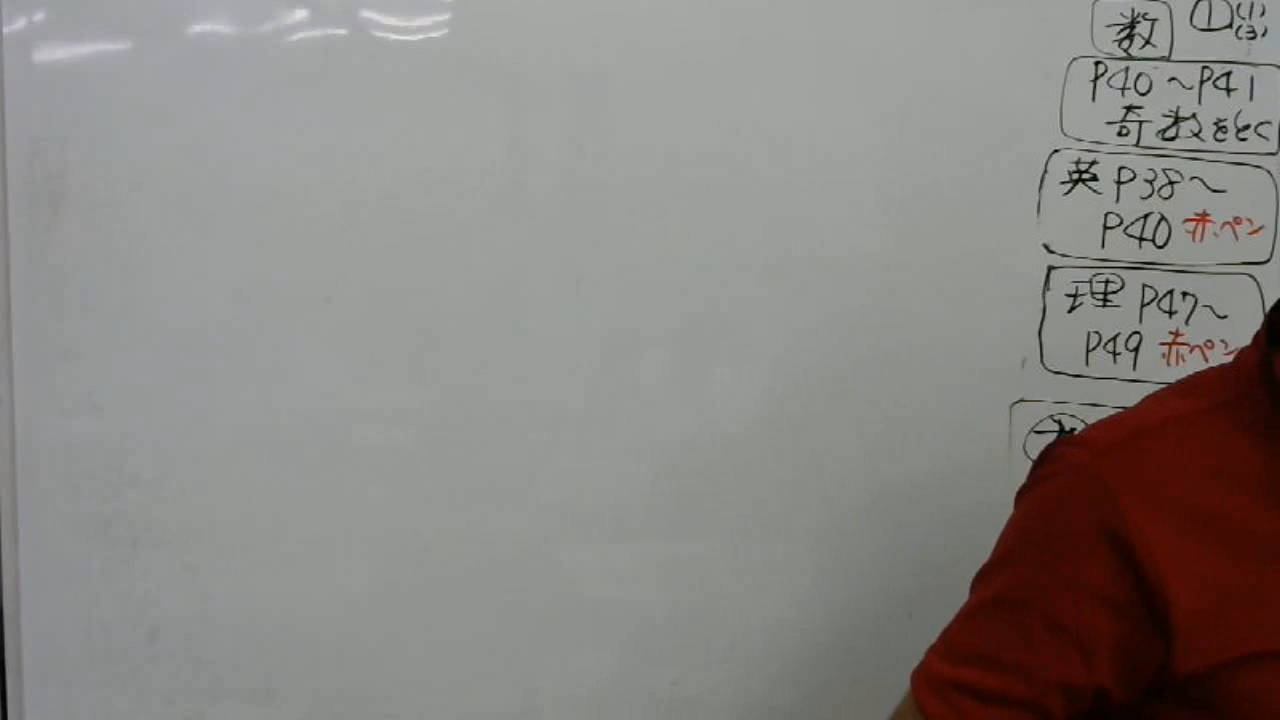 数 ① (1)
(3)
P40 ~P41
奇数をとく
英 P38~
P40 赤ペン
理 P47~
P49 赤ペン